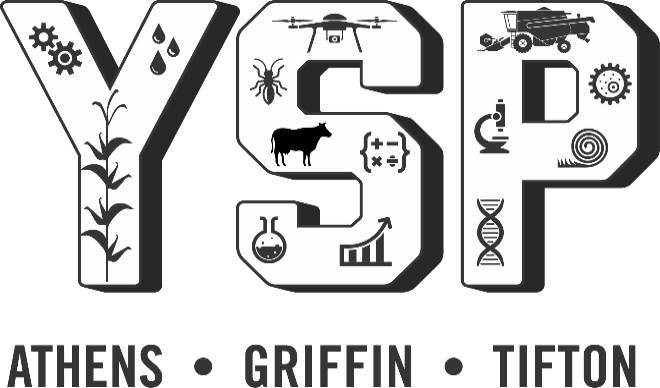 YSP
ATHENS • GRIFFIN • TIFTON